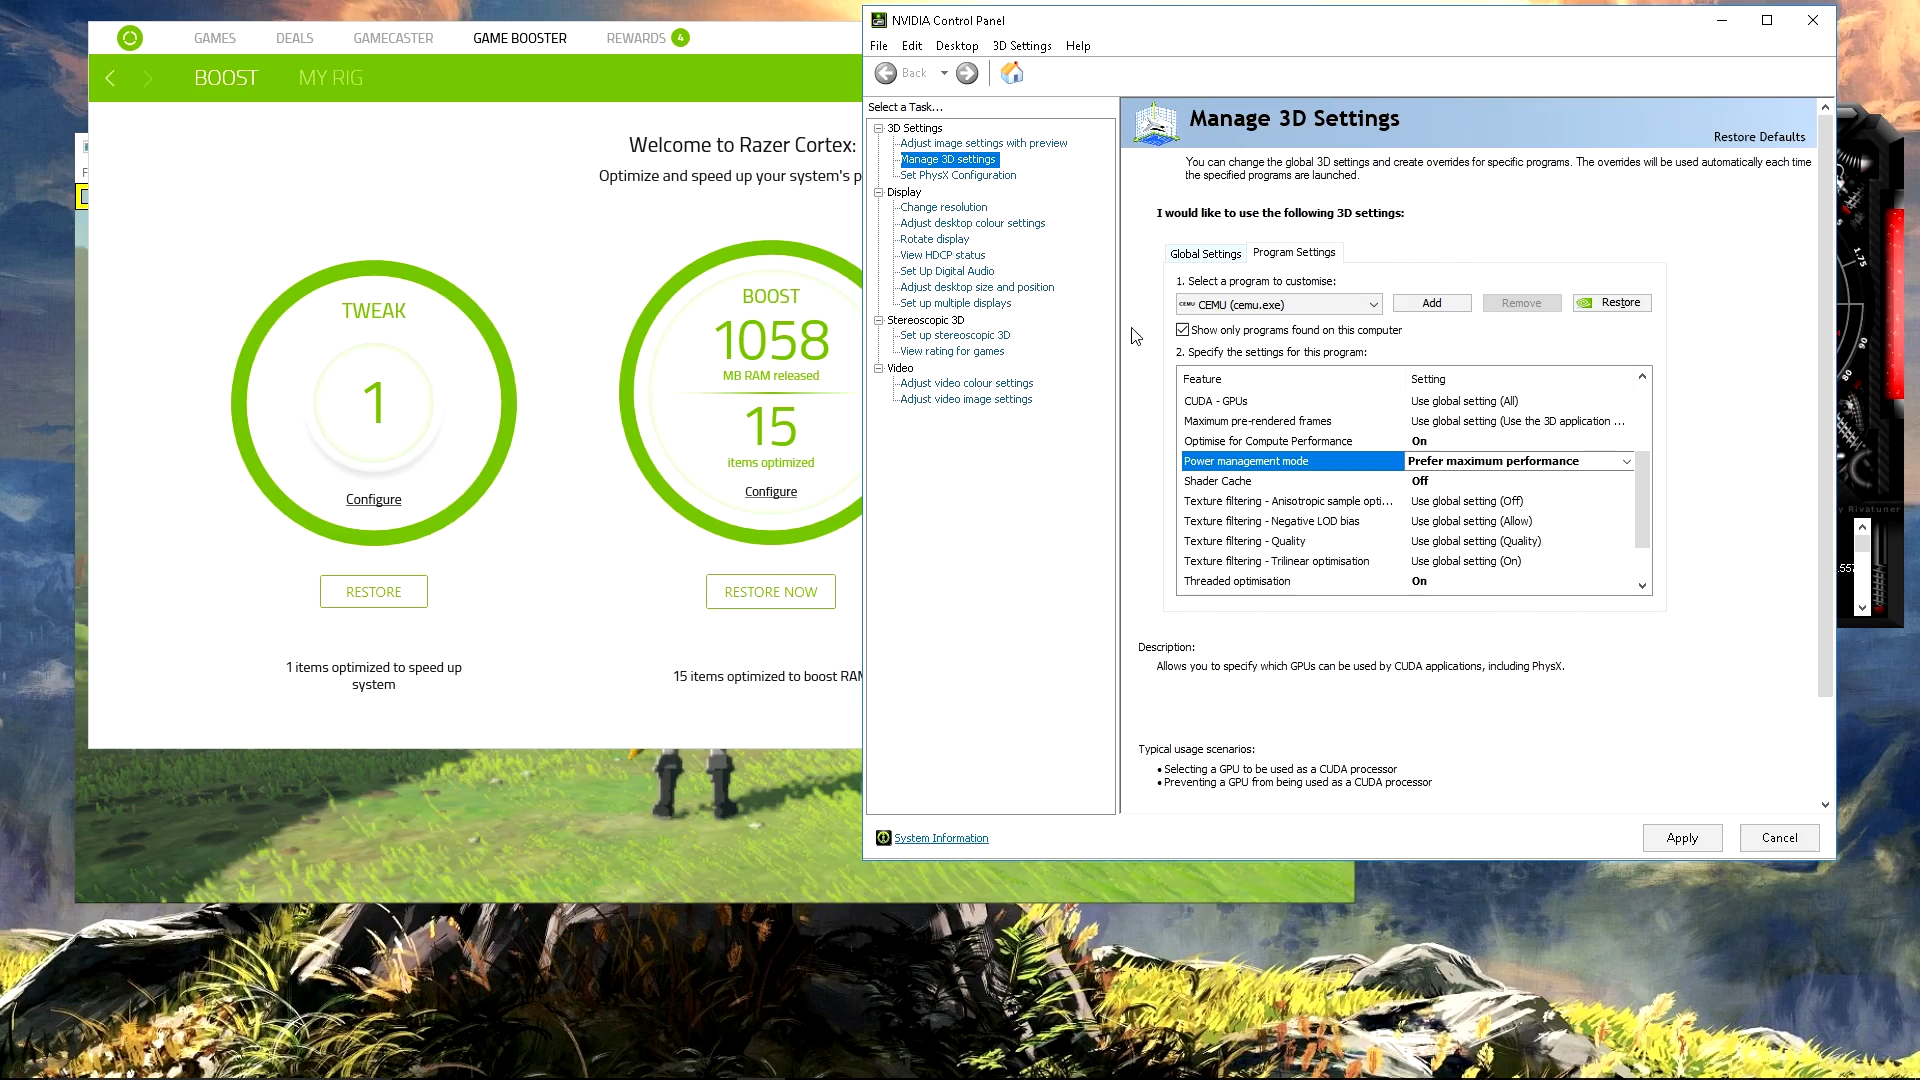 GAMES
DEALS
GAMECASTER
GAME BOOSTER
REWARDS 4
BOOST
MY RIG
Welcome to Razer Cortex:
Optimize and speed up your system's p
TWEAK
1
Configure
RESTORE
1 items optimized to speed up
system
BOOST
1058
MB RAM released
15
items optimized
Configure
RESTORE NOW
15 items optimized to boost RAM
NVIDIA Control Panel
File
Edit
Desktop
3D Settings
Help
Back
Select a Task...
3D Settings
Adjust image settings with preview
Manage 3D settings
Set PhysX Configuration
Display
Change resolution
Adjust desktop colour settings
Rotate display
View HDCP status
Set Up Digital Audio
Adjust desktop size and position
Set up multiple displays
Stereoscopic 3D
Set up stereoscopic 3D
View rating for games
Video
Adjust video colour settings
Adjust video image settings
System Information
Manage 3D Settings
Restore Defaults
You can change the global 3D settings and create overrides for specific programs. The overrides will be used automatically each time
the specified programs are launched.
I would like to use the following 3D settings:
Global Settings
Program Settings
1. Select a program to customise:
CEMU CEMU (cemu.exe)
Add
Remove
Restore
Show only programs found on this computer
2. Specify the settings for this program:
Feature Setting
CUDA - GPUs Use global setting (All)
Maximum pre-rendered frames Use global setting (Use the 3D application ...
Optimise for Compute Performance On
Power management mode Prefer maximum performance
Shader Cache Off
Texture filtering - Anisotropic sample opti... Use global setting (Off)
Texture filtering - Negative LOD bias Use global setting (Allow)
Texture filtering - Quality Use global setting (Quality)
Texture filtering - Trilinear optimisation Use global setting (On)
Threaded optimisation On
Description:
Allows you to specify which GPUs can be used by CUDA applications, including PhysX.
Typical usage scenarios:
• Selecting a GPU to be used as a CUDA processor
• Preventing a GPU from being used as a CUDA processor
Apply
Cancel
1.75
90
80
y Rivatuner
.557